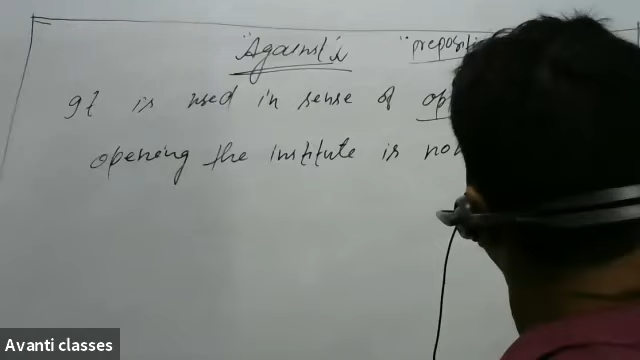 "Against"
"preposi
It is used in sense of op
opening the institute is no
Avanti classes